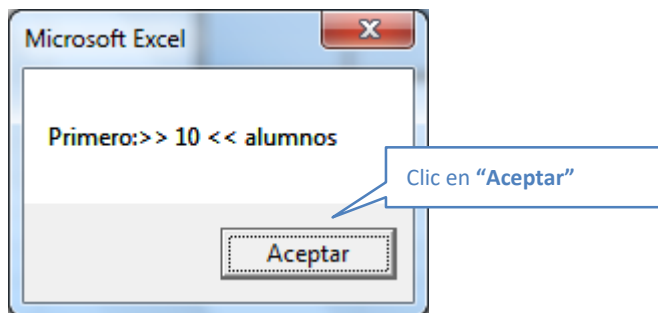 Microsoft Excel
Primero:>> 10 << alumnos
Clic en “Aceptar”
Aceptar